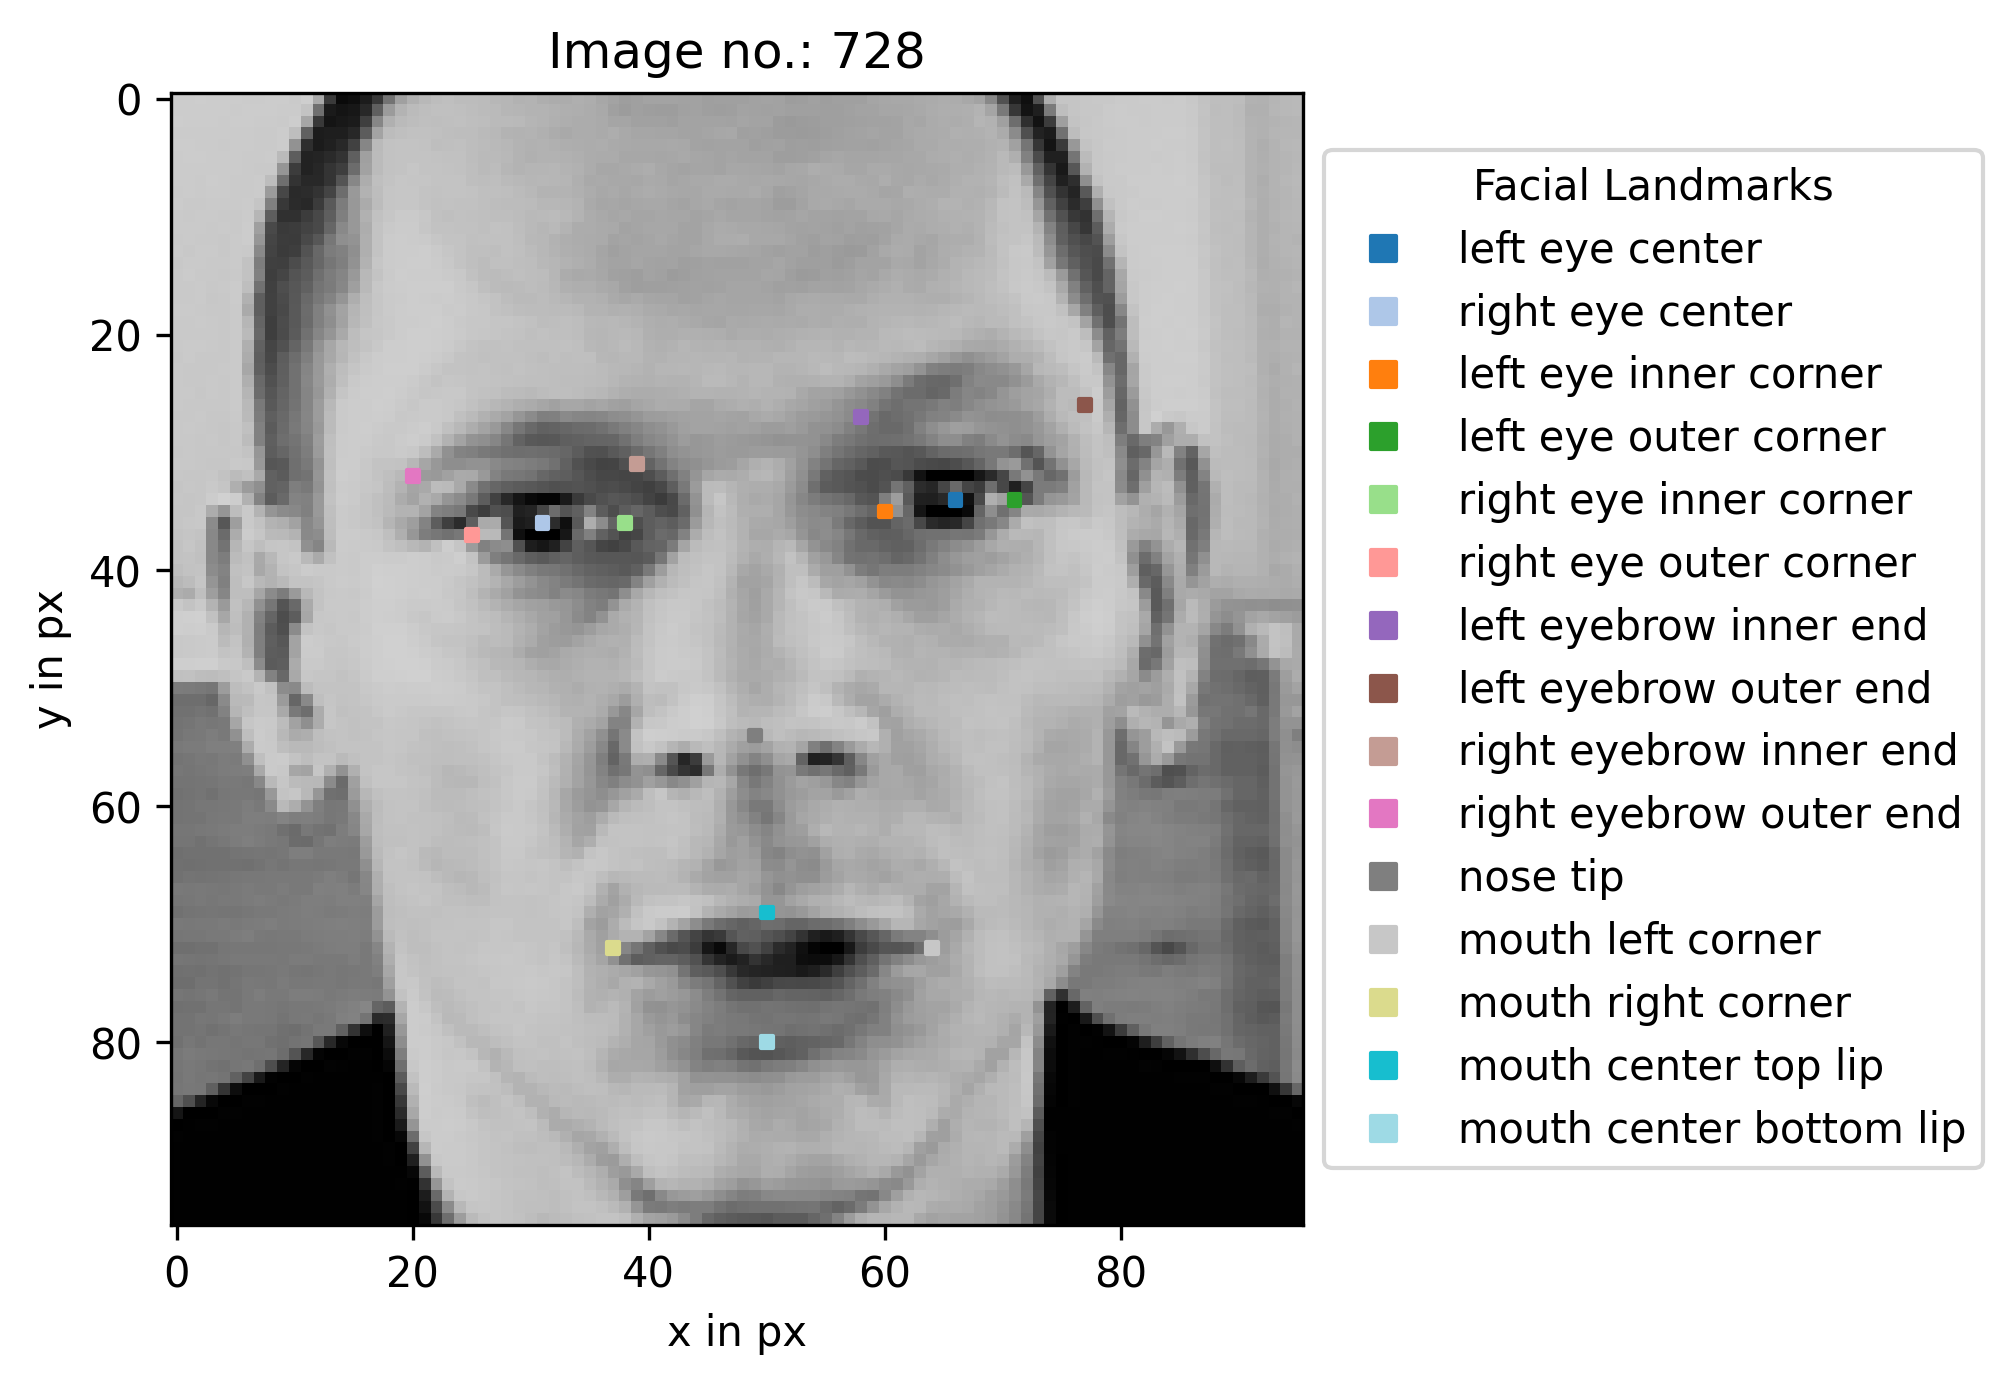 Image no.: 728
0
20
40
60
80
y in px
0 20 40 60 80
x in px
Facial Landmarks
left eye center
right eye center
left eye inner corner
left eye outer corner
right eye inner corner
right eye outer corner
left eyebrow inner end
left eyebrow outer end
right eyebrow inner end
right eyebrow outer end
nose tip
mouth left corner
mouth right corner
mouth center top lip
mouth center bottom lip